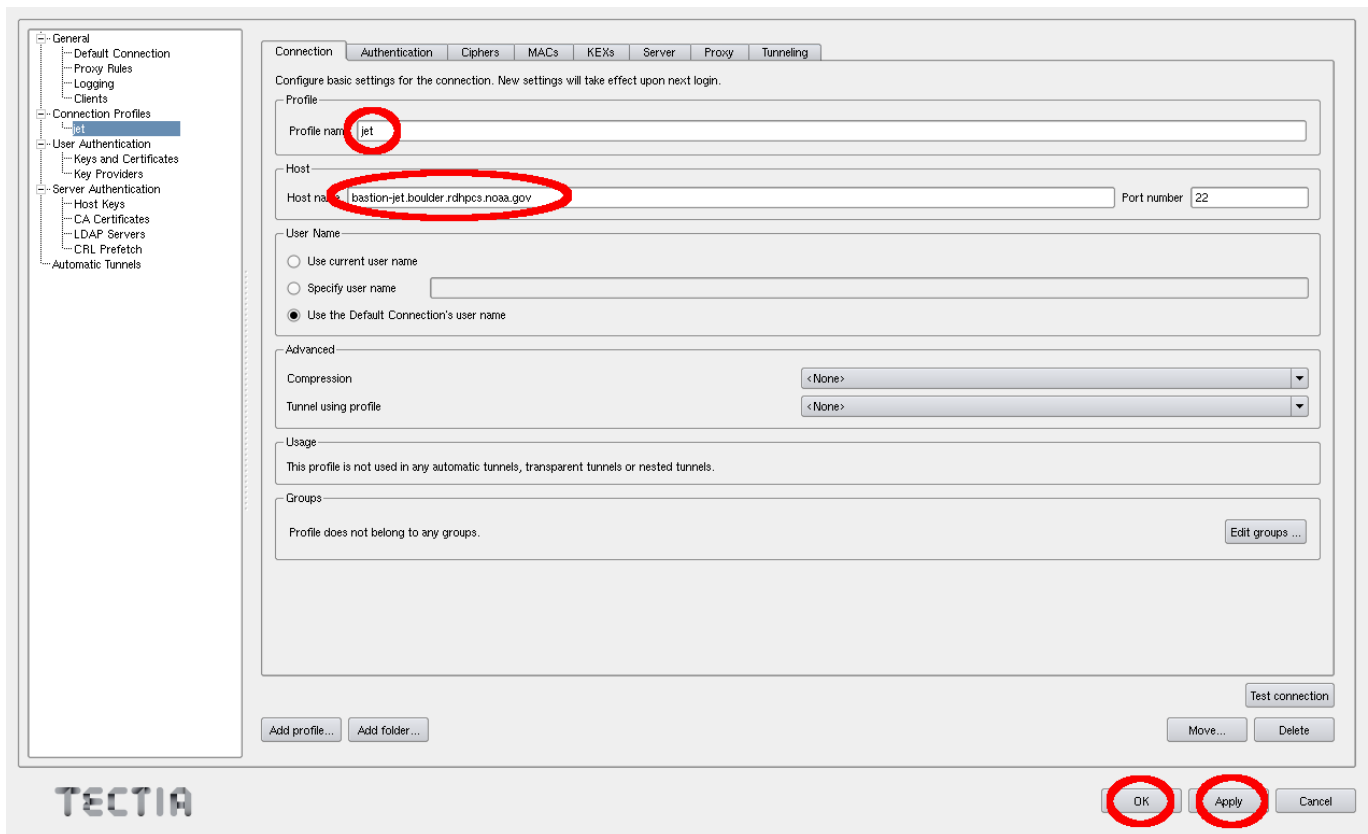 General
Default Connection
Proxy Rules
Logging
Clients
Connection Profiles
jet
User Authentication
Keys and Certificates
Key Providers
Server Authentication
Host Keys
CA Certificates
LDAP Servers
CRL Prefetch
Automatic Tunnels
Connection Authentication Ciphers MACs KEXs Server Proxy Tunneling
Configure basic settings for the connection. New settings will take effect upon next login.
Profile
Profile name jet
Host
Host name bastion-jet.boulder.rdhpcs.noaa.gov Port number 22
User Name
Use current user name
Specify user name
Use the Default Connection's user name
Advanced
Compression <None>
Tunnel using profile <None>
Usage
This profile is not used in any automatic tunnels, transparent tunnels or nested tunnels.
Groups
Profile does not belong to any groups. Edit groups ...
Test connection
Add profile... Add folder... Move... Delete
TECTIA OK Apply Cancel